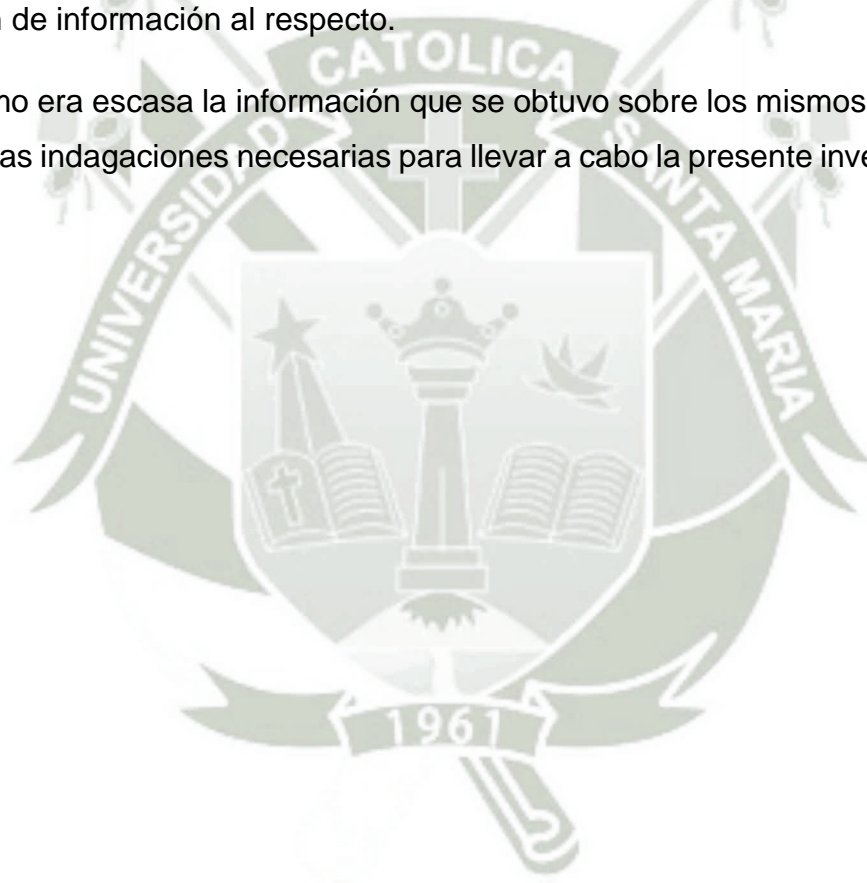 de información al respecto.
CATOLICA
mo era escasa la información que se obtuvo sobre los mismos
as indagaciones necesarias para llevar a cabo la presente inve
UNIVERSIDAD
SANTA MARIA
1961